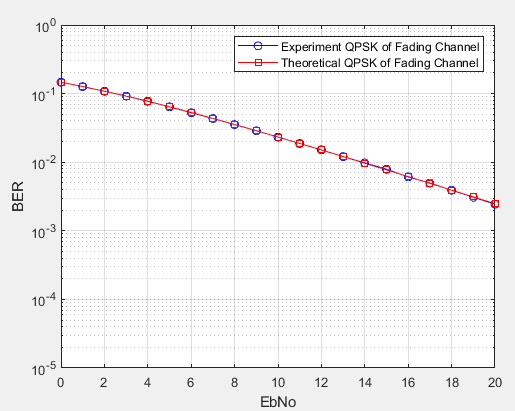 10^0
Experiment QPSK of Fading Channel
Theoretical QPSK of Fading Channel
10^-1
10^-2
BER
10^-3
10^-4
10^-5
0 2 4 6 8 10 12 14 16 18 20
EbNo